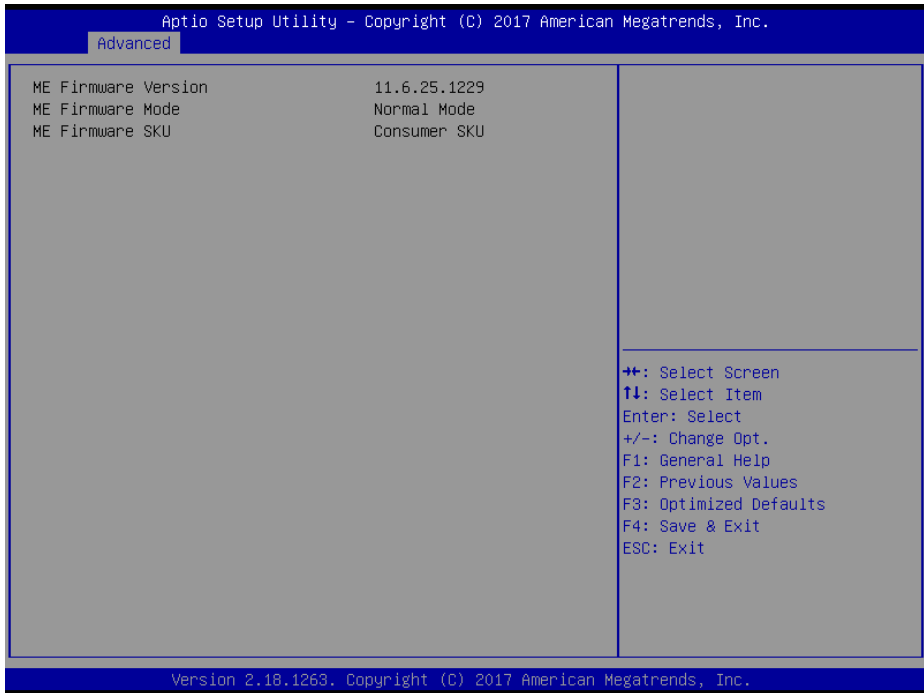 Aptio Setup Utility – Copyright (C) 2017 American Megatrends, Inc.
Advanced
ME Firmware Version 11.6.25.1229
ME Firmware Mode Normal Mode
ME Firmware SKU Consumer SKU
→←: Select Screen
↑↓: Select Item
Enter: Select
+/-: Change Opt.
F1: General Help
F2: Previous Values
F3: Optimized Defaults
F4: Save & Exit
ESC: Exit
Version 2.18.1263. Copyright (C) 2017 American Megatrends, Inc.